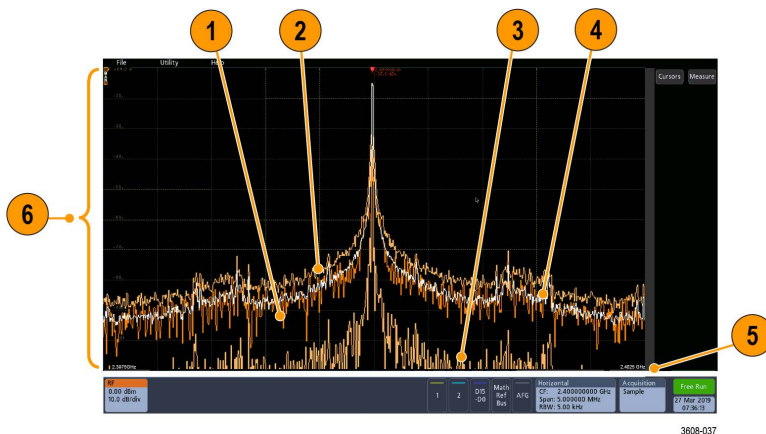 1
2
3
4
File Utility Help
Cursors Measure
6
5
2.3975GHz
2.4025 GHz
RF
0.00 dBm
10.0 dB/div
1
2
D15
-D0
Math
Ref
Bus
AFG
Horizontal
CF: 2.400000000 GHz
Span: 5.000000 MHz
RBW: 5.00 kHz
Acquisition
Sample
Free Run
27 Mar 2019
07:36:13
3608-037